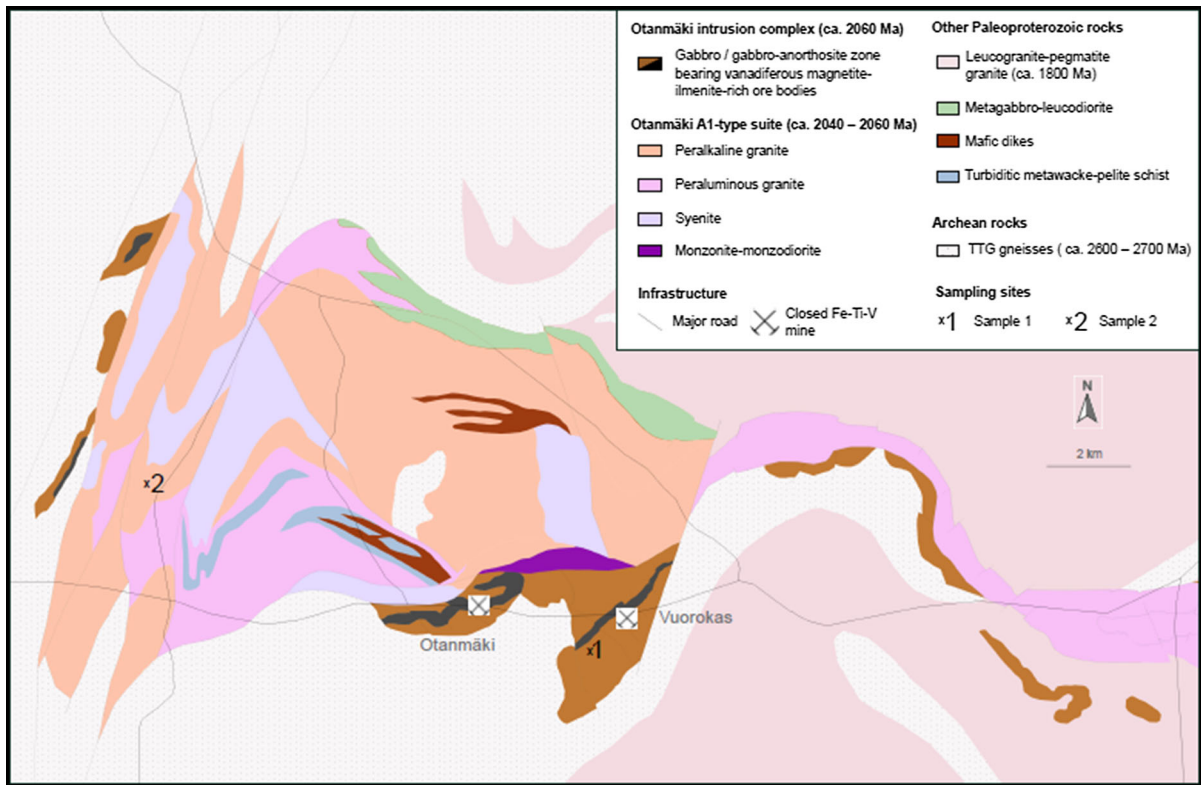 Otanmäki intrusion complex (ca. 2060 Ma)
Gabbro / gabbro-anorthosite zone
bearing vanadiferous magnetite-
ilmenite-rich ore bodies
Otanmäki A1-type suite (ca. 2040 – 2060 Ma)
Peralkaline granite
Peraluminous granite
Syenite
Monzonite-monzodiorite
Infrastructure
Major road
Closed Fe-Ti-V
mine
Other Paleoproterozoic rocks
Leucogranite-pegmatite
granite (ca. 1800 Ma)
Metagabbro-leucodiorite
Mafic dikes
Turbiditic metawacke-pelite schist
Archean rocks
TTG gneisses ( ca. 2600 – 2700 Ma)
Sampling sites
x1 Sample 1 x2 Sample 2
N
2 km
x2
Vuorokas
Otanmäki
x1